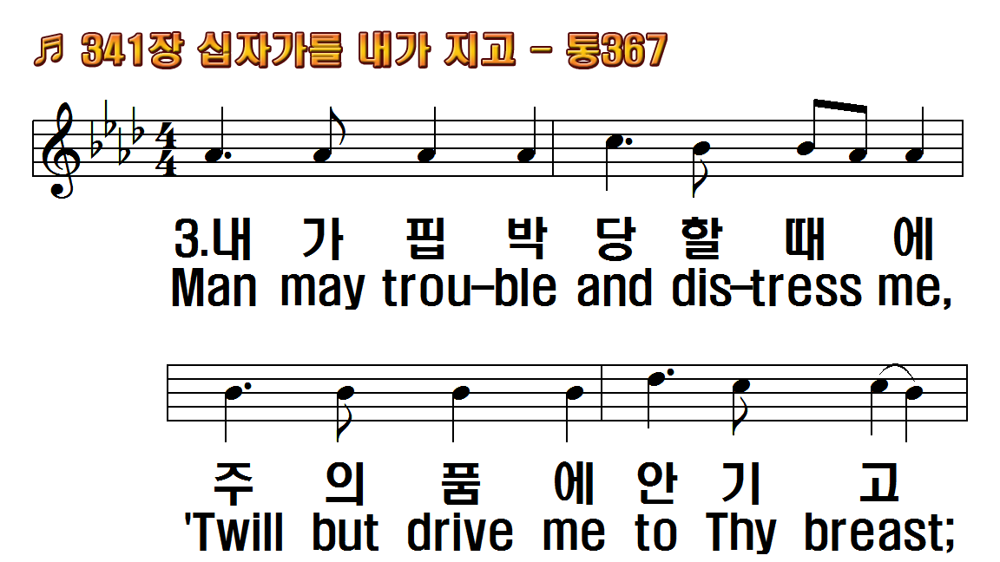 ♬ 341장 십자가를 내가 지고 - 통367
4
4
3.내 가 핍 박 당 할 때 에
Man may trou-ble and dis-tress me,
주 의 품 에 안 기 고
'Twill but drive me to Thy breast;